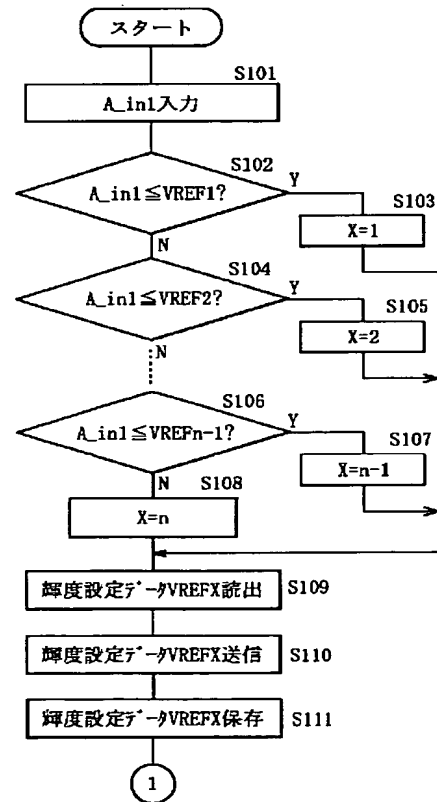 スタート
S101
A_in1入力
S102
A_in1≦VREF1?
Y
S103
X=1
N
S104
A_in1≦VREF2?
Y
S105
X=2
N
S106
A_in1≦VREFn-1?
Y
S107
X=n-1
N
S108
X=n
輝度設定データVREFX読出 S109
輝度設定データVREFX送信 S110
輝度設定データVREFX保存 S111
1